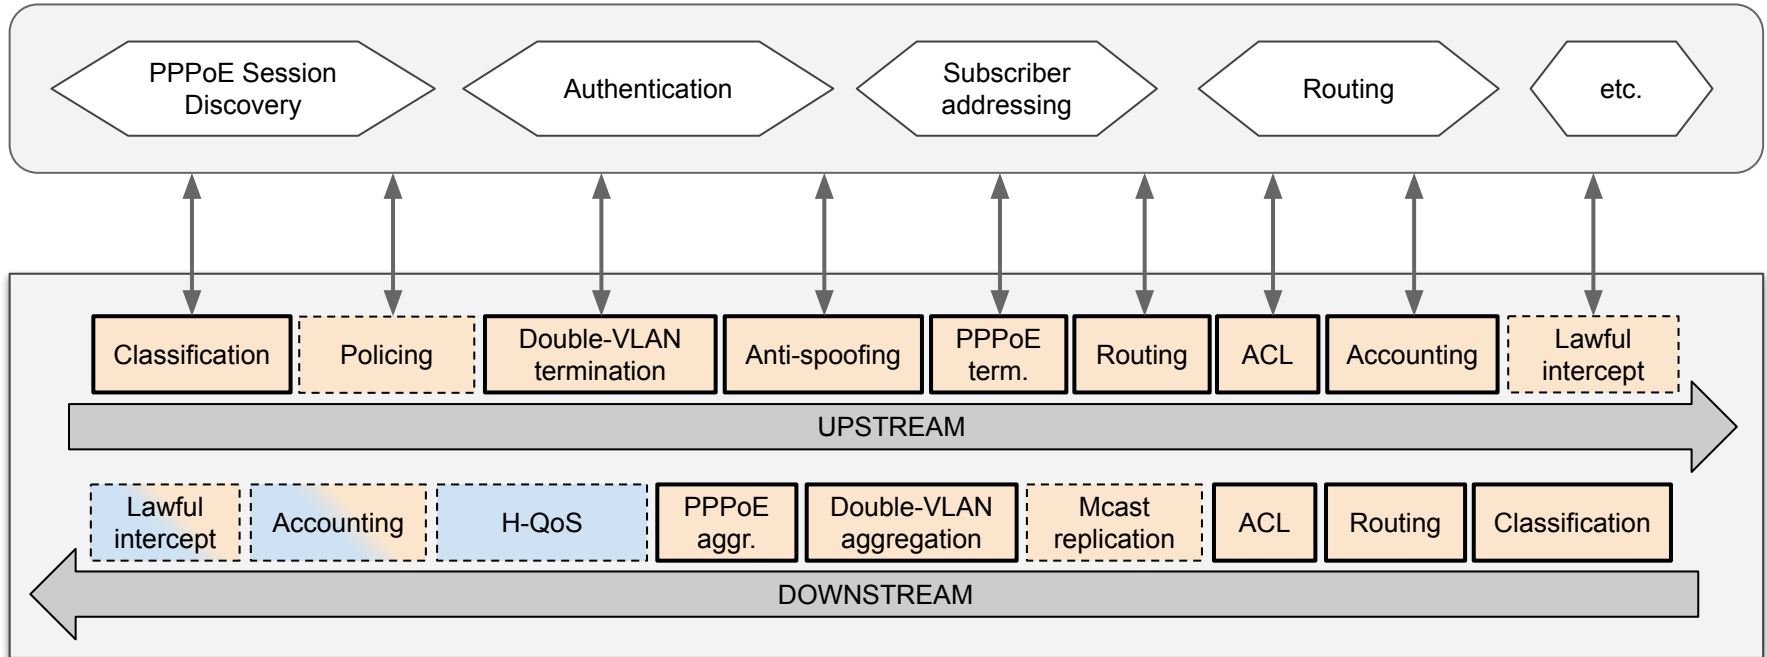 PPPoE Session
Discovery
Authentication
Subscriber
addressing
Routing
etc.
Classification
Policing
Double-VLAN
termination
Anti-spoofing
PPPoE
term.
Routing
ACL
Accounting
Lawful
intercept
UPSTREAM
Lawful
intercept
Accounting
H-QoS
PPPoE
aggr.
Double-VLAN
aggregation
Mcast
replication
ACL
Routing
Classification
DOWNSTREAM